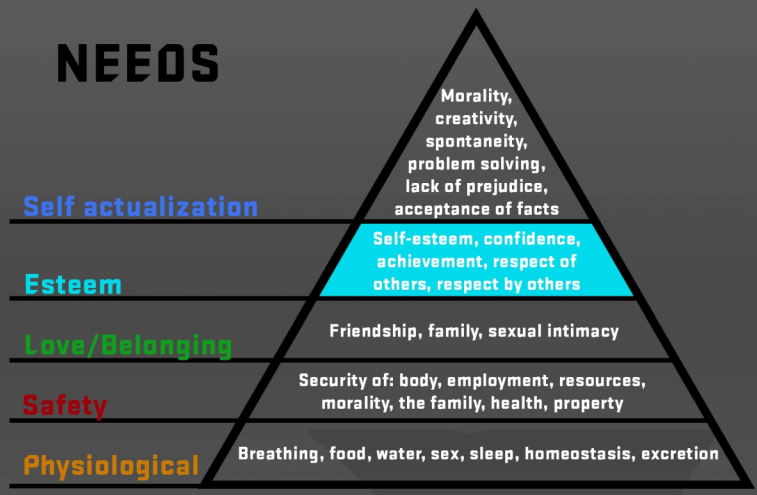 NEEDS
Morality,
creativity,
spontaneity,
problem solving,
lack of prejudice,
acceptance of facts
Self actualization
Self-esteem, confidence,
achievement, respect of
others, respect by others
Esteem
Friendship, family, sexual intimacy
Love/Belonging
Security of: body, employment, resources,
morality, the family, health, property
Safety
Breathing, food, water, sex, sleep, homeostasis, excretion
Physiological